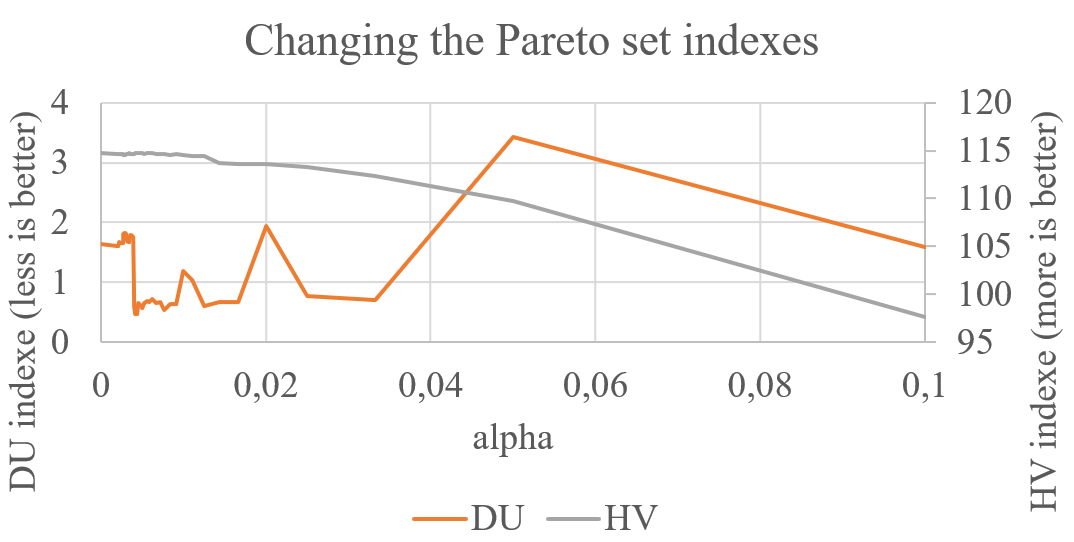 Changing the Pareto set indexes
DU indexe (less is better)
4
3
2
1
0
120
115
110
105
100
95
HV indexe (more is better)
0
0,02
0,04
0,06
0,08
0,1
alpha
DU
HV